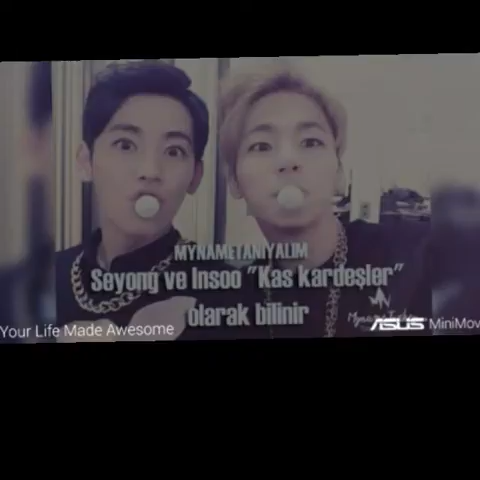 MYNAMETANIYALIM
Seyong ve Insoo "Kas kardeşler"
olarak bilinir
Your Life Made Awesome
ASUS MiniMov